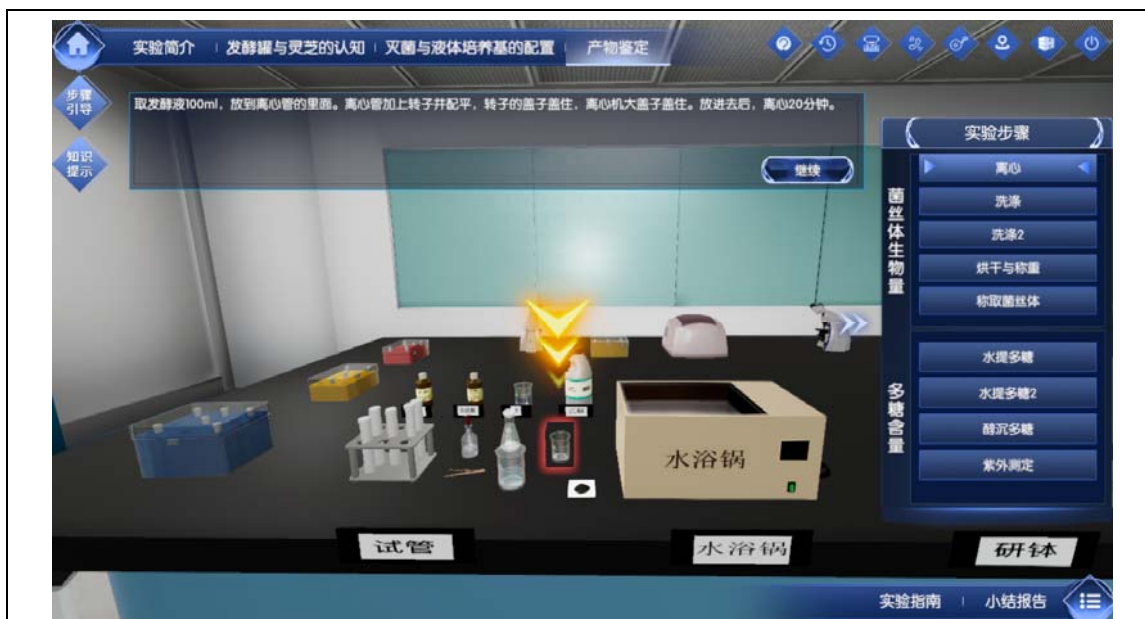 实验简介
发酵罐与灵芝的认知
灭菌与液体培养基的配置
产物鉴定
步骤
引导
知识
提示
取发酵液100ml，放到离心管的里面。离心管加上转子并配平，转子的盖子盖住，离心机大盖子盖住。放进去后，离心20分钟。
继续
实验步骤
菌丝体生物量
离心
洗涤
洗涤2
烘干与称重
称取菌丝体
多糖含量
水提多糖
水提多糖2
醇沉多糖
紫外测定
水浴锅
试管
水浴锅
研钵
实验指南
小结报告